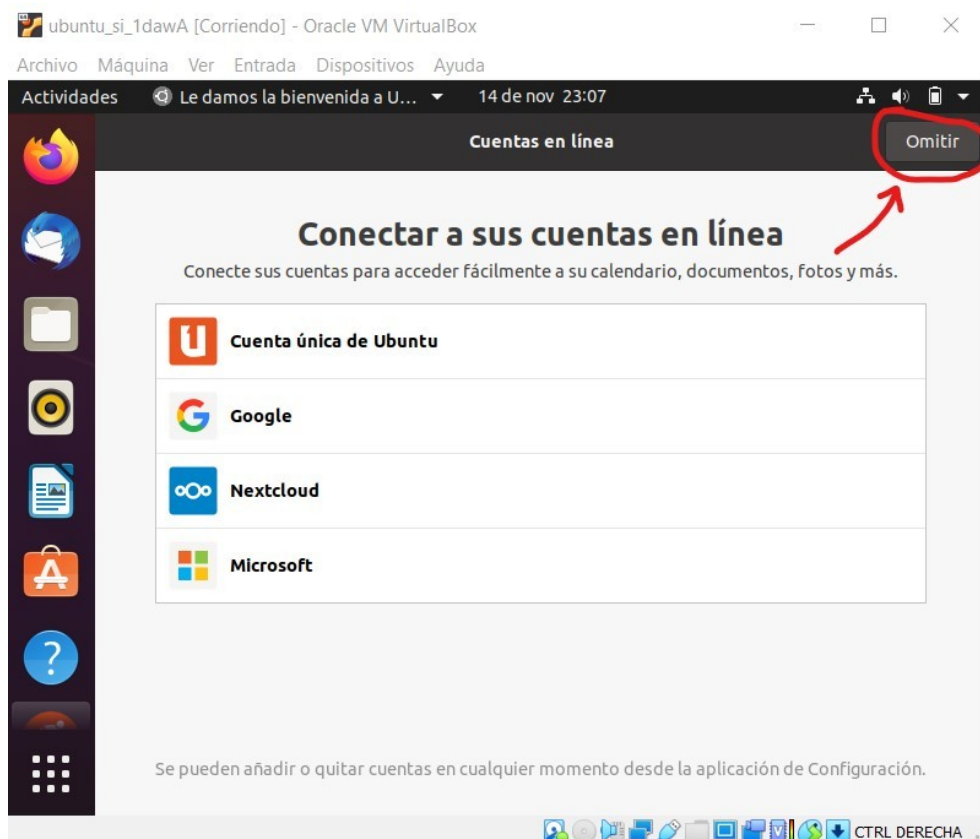 ubuntu_si_1dawA [Corriendo] - Oracle VM VirtualBox
Archivo Máquina Ver Entrada Dispositivos Ayuda
Actividades Le damos la bienvenida a U... 14 de nov 23:07
Cuentas en línea Omitir
Conectar a sus cuentas en línea
Conecte sus cuentas para acceder fácilmente a su calendario, documentos, fotos y más.
Cuenta única de Ubuntu
Google
Nextcloud
Microsoft
Se pueden añadir o quitar cuentas en cualquier momento desde la aplicación de Configuración.
CTRL DERECHA